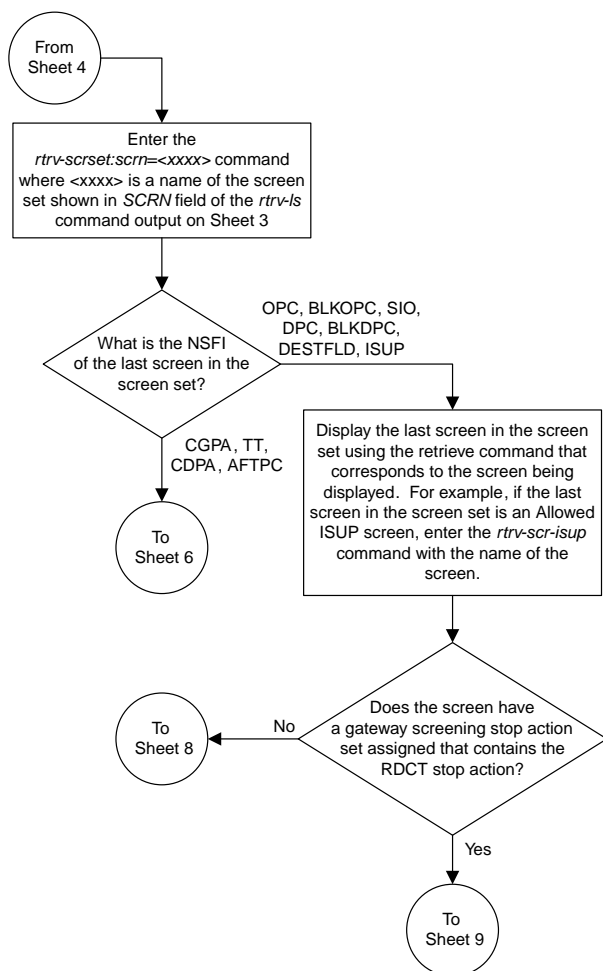 From
Sheet 4
Enter the
rtrv-scrset:scrn=<xxxx> command
where <xxxx> is a name of the screen
set shown in SCRN field of the rtrv-ls
command output on Sheet 3
What is the NSFI
of the last screen in the
screen set?
OPC, BLKOPC, SIO,
DPC, BLKDPC,
DESTFLD, ISUP
CGPA, TT,
CDPA, AFTPC
To
Sheet 6
Display the last screen in the screen
set using the retrieve command that
corresponds to the screen being
displayed. For example, if the last
screen in the screen set is an Allowed
ISUP screen, enter the rtrv-scr-isup
command with the name of the
screen.
Does the screen have
a gateway screening stop action
set assigned that contains the
RDCT stop action?
No
To
Sheet 8
Yes
To
Sheet 9